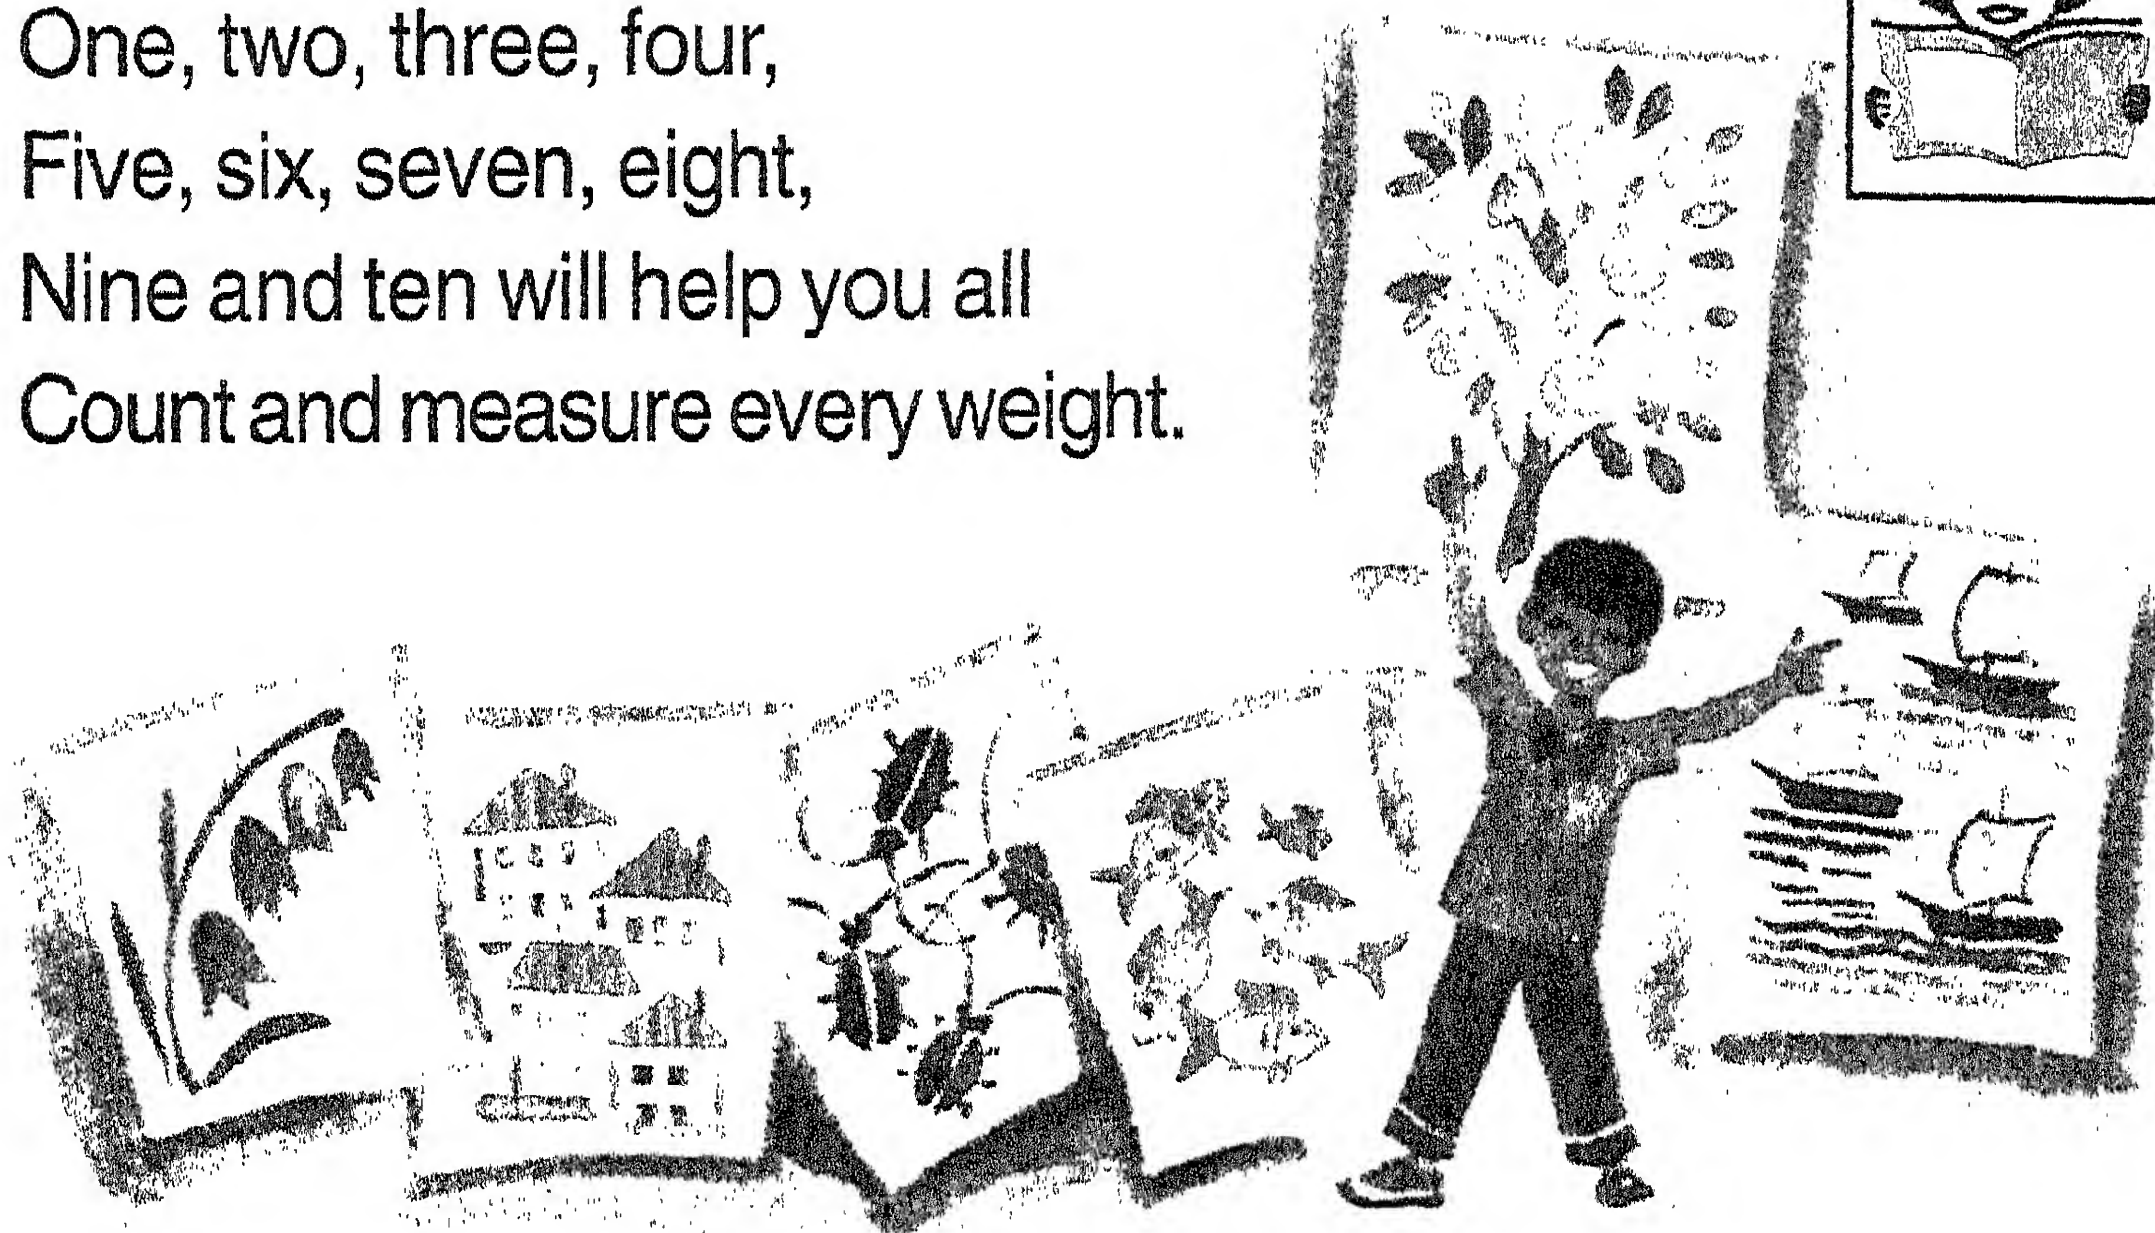 One, two, three, four,
Five, six, seven, eight,
Nine and ten will help you all
Count and measure every weight.